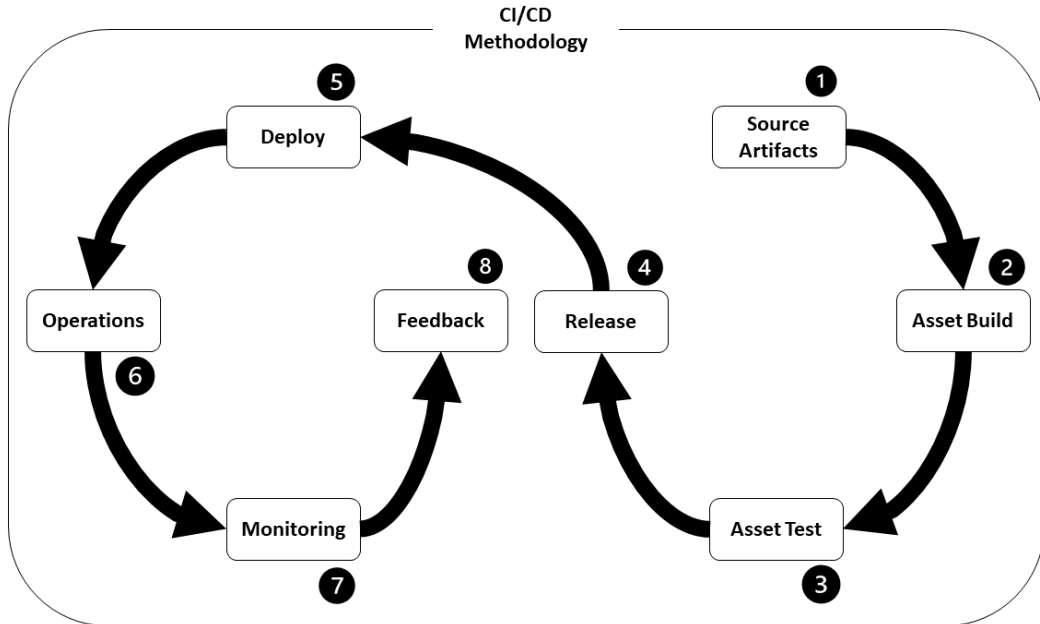 CI/CD
Methodology
5
1
Deploy
Source
Artifacts
8
4
2
Operations
Feedback
Release
Asset Build
6
Monitoring
Asset Test
7
3